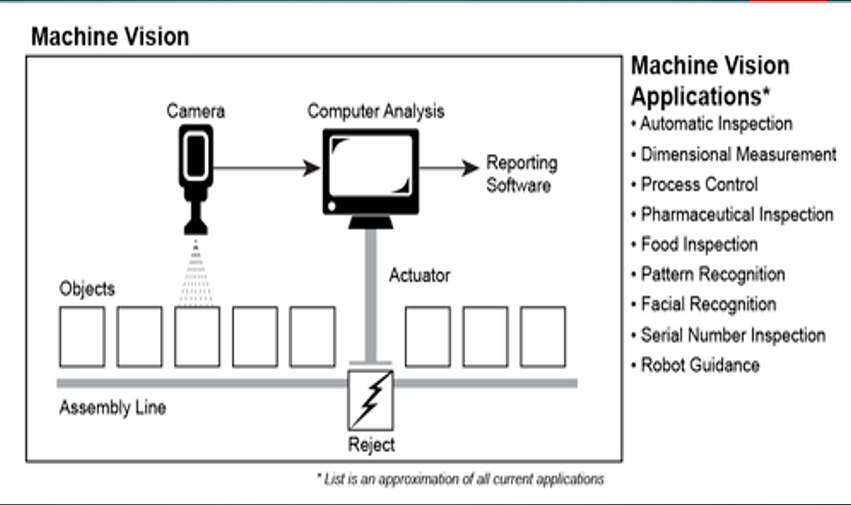 Machine Vision
Camera
Computer Analysis
Reporting
Software
Actuator
Objects
Assembly Line
Reject
Machine Vision
Applications*
• Automatic Inspection
• Dimensional Measurement
• Process Control
• Pharmaceutical Inspection
• Food Inspection
• Pattern Recognition
• Facial Recognition
• Serial Number Inspection
• Robot Guidance
* List is an approximation of all current applications